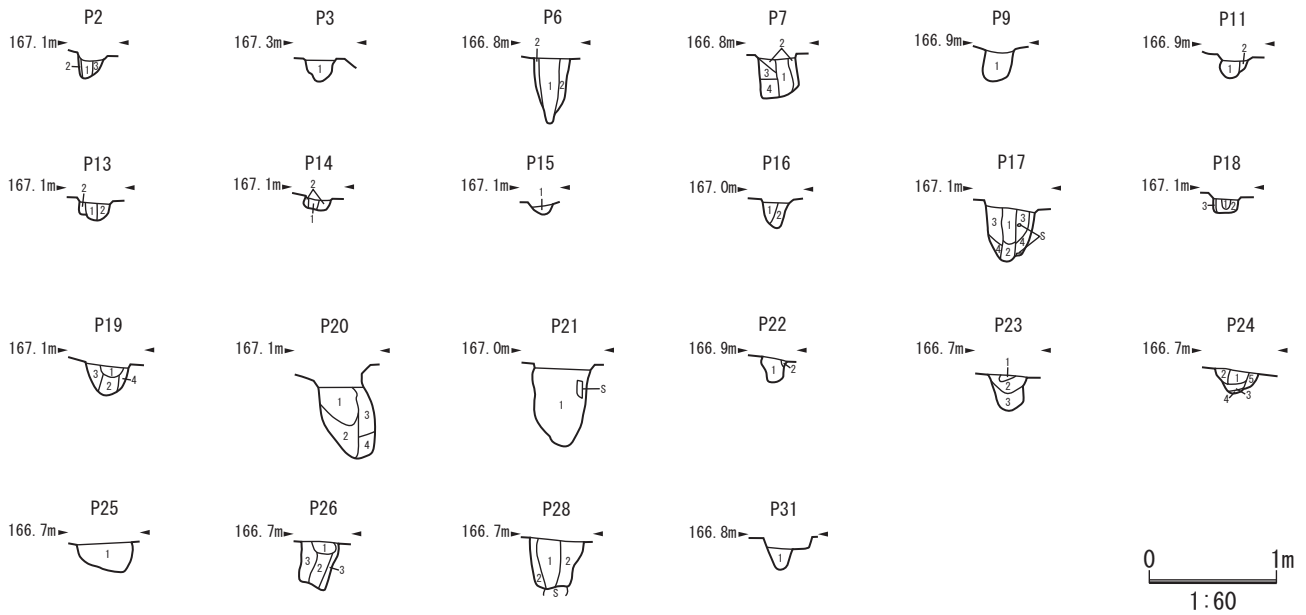 P2 P3 P6 P7 P9 P11
167.1m 167.3m 166.8m 166.8m 166.9m 166.9m
2 1 3 1 2 1 2 2 3 1 4 1 1 2
P13 P14 P15 P16 P17 P18
167.1m 167.1m 167.1m 167.0m 167.1m 167.1m
2 1 2 2 1 1 1 2 3 1 3 S 4 2 4 3 1 2
P19 P20 P21 P22 P23 P24
167.1m 167.1m 167.0m 166.9m 166.7m 166.7m
3 1 2 4 1 3 2 4 1 S 1 2 1 2 3 2 1 5 4 3
P25 P26 P28 P31
166.7m 166.7m 166.7m 166.8m
1 3 1 2 3 2 1 2 S 1
0 1m
1:60